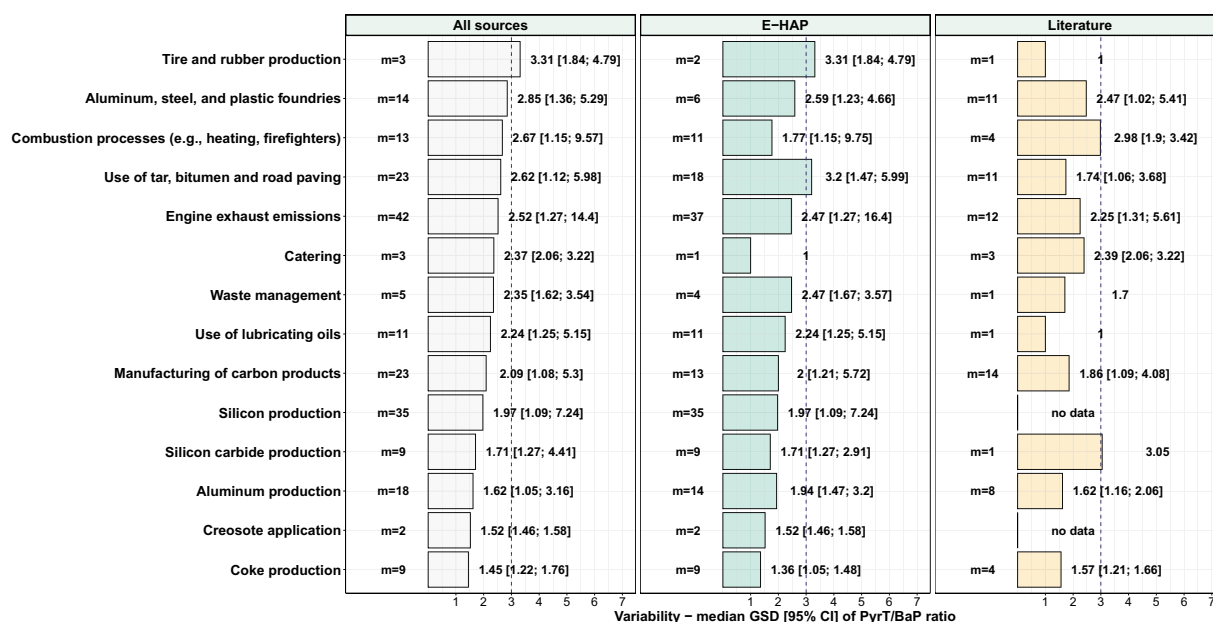 All sources E−HAP Literature
Tire and rubber production m=3 3.31 [1.84; 4.79] m=2 3.31 [1.84; 4.79] m=1 1
Aluminum, steel, and plastic foundries m=14 2.85 [1.36; 5.29] m=6 2.59 [1.23; 4.66] m=11 2.47 [1.02; 5.41]
Combustion processes (e.g., heating, firefighters) m=13 2.67 [1.15; 9.57] m=11 1.77 [1.15; 9.75] m=4 2.98 [1.9; 3.42]
Use of tar, bitumen and road paving m=23 2.62 [1.12; 5.98] m=18 3.2 [1.47; 5.99] m=11 1.74 [1.06; 3.68]
Engine exhaust emissions m=42 2.52 [1.27; 14.4] m=37 2.47 [1.27; 16.4] m=12 2.25 [1.31; 5.61]
Catering m=3 2.37 [2.06; 3.22] m=1 1 m=3 2.39 [2.06; 3.22]
Waste management m=5 2.35 [1.62; 3.54] m=4 2.47 [1.67; 3.57] m=1 1.7
Use of lubricating oils m=11 2.24 [1.25; 5.15] m=11 2.24 [1.25; 5.15] m=1 1
Manufacturing of carbon products m=23 2.09 [1.08; 5.3] m=13 2 [1.21; 5.72] m=14 1.86 [1.09; 4.08]
Silicon production m=35 1.97 [1.09; 7.24] m=35 1.97 [1.09; 7.24] no data
Silicon carbide production m=9 1.71 [1.27; 4.41] m=9 1.71 [1.27; 2.91] m=1 3.05
Aluminum production m=18 1.62 [1.05; 3.16] m=14 1.94 [1.47; 3.2] m=8 1.62 [1.16; 2.06]
Creosote application m=2 1.52 [1.46; 1.58] m=2 1.52 [1.46; 1.58] no data
Coke production m=9 1.45 [1.22; 1.76] m=9 1.36 [1.05; 1.48] m=4 1.57 [1.21; 1.66]
1 2 3 4 5 6 7 1 2 3 4 5 6 7 1 2 3 4 5 6 7
Variability − median GSD [95% CI] of PyrT/BaP ratio